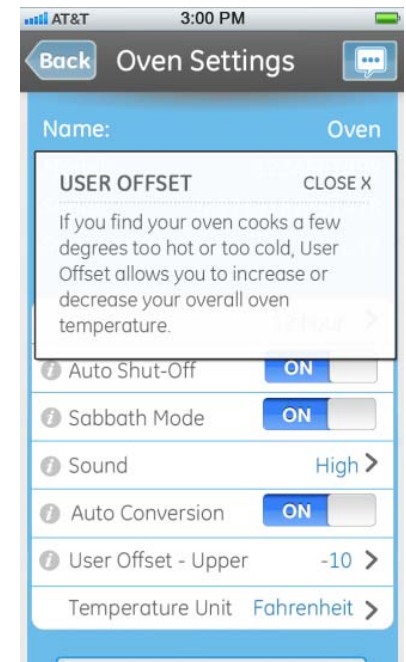 AT&T 3:00 PM
Back Oven Settings
Name: Oven
USER OFFSET CLOSE X
If you find your oven cooks a few
degrees too hot or too cold, User
Offset allows you to increase or
decrease your overall oven
temperature.
Auto Shut-Off ON
Sabbath Mode ON
Sound High
Auto Conversion ON
User Offset - Upper -10
Temperature Unit Fahrenheit